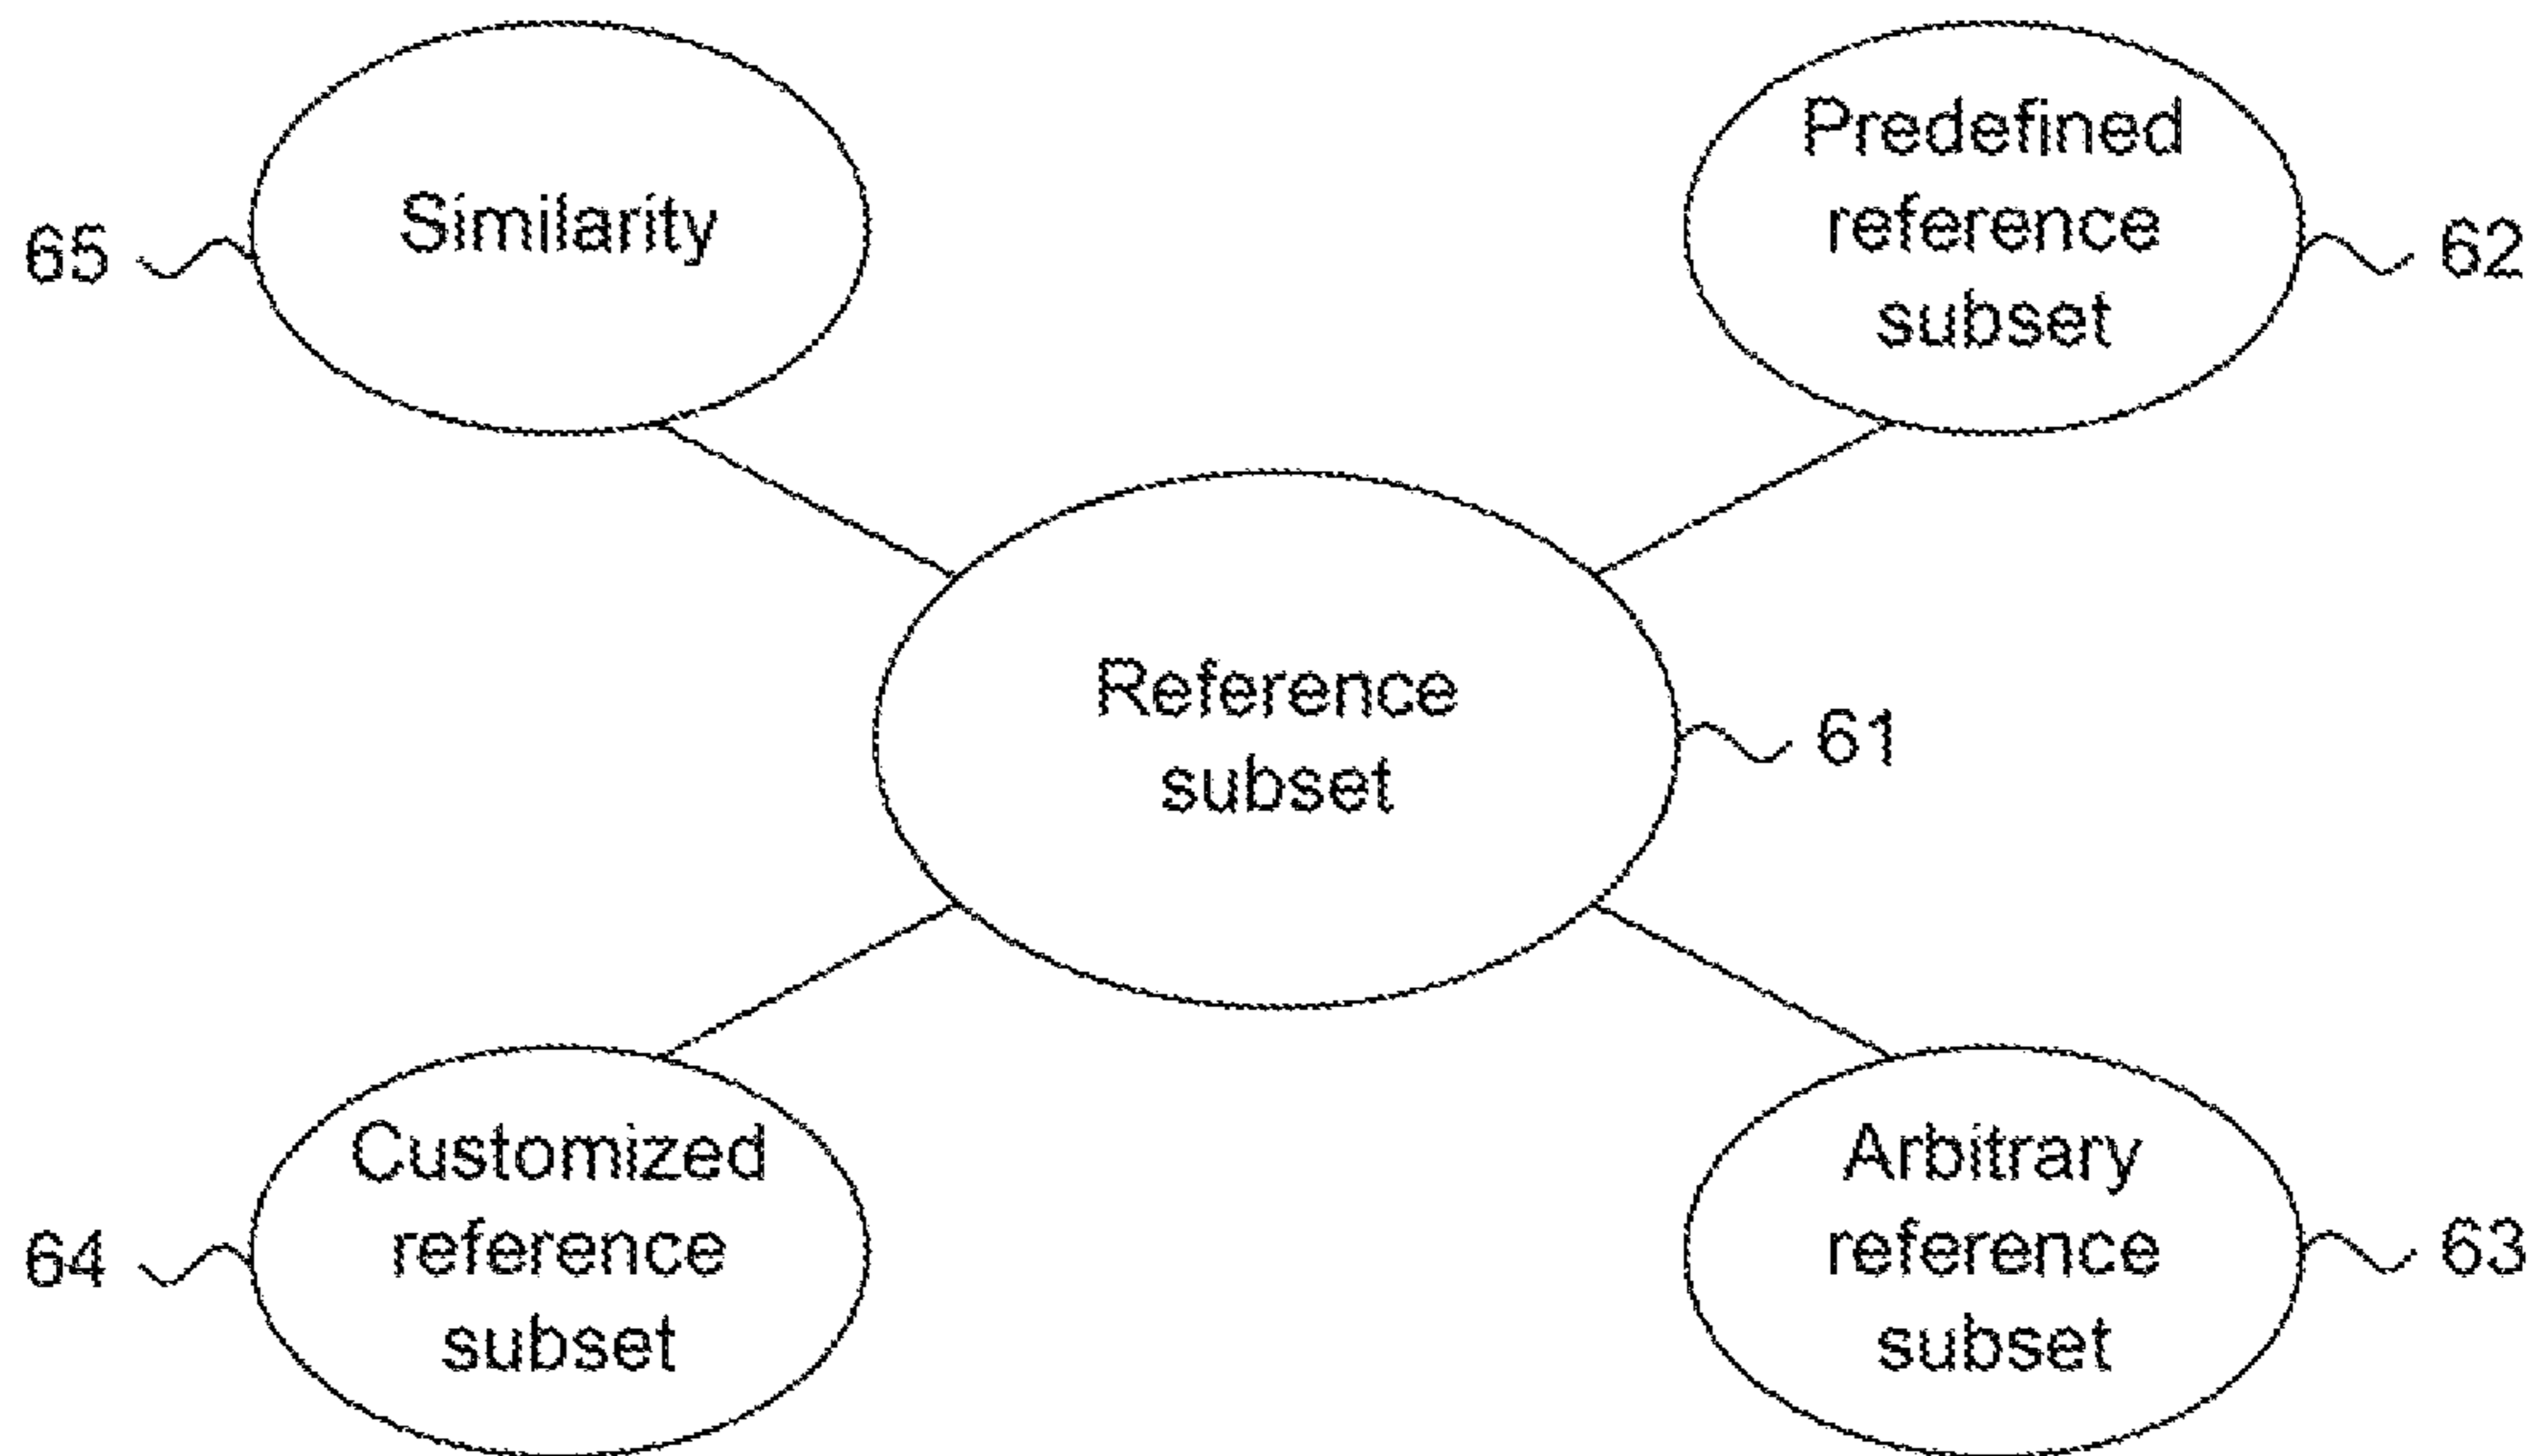 Similarity
65
Predefined
reference
subset
62
Reference
subset
61
Customized
reference
subset
64
Arbitrary
reference
subset
63